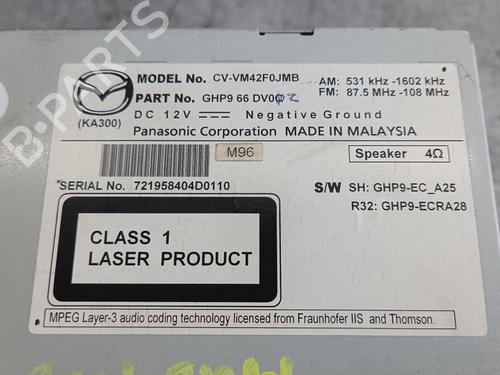 MODEL No. CV-VM42F0JMB
AM: 531 kHz -1602 kHz
PART No. GHP9 66 DV0
FM: 87.5 MHz -108 MHz
(KA300)
DC 12V Negative Ground
Panasonic Corporation MADE IN MALAYSIA
M96
Speaker 4Ω
SERIAL No. 721958404D0110
S/W SH: GHP9-EC_A25
R32: GHP9-ECRA28
CLASS 1
LASER PRODUCT
MPEG Layer-3 audio coding technology licensed from Fraunhofer IIS and Thomson.
B-PARTS